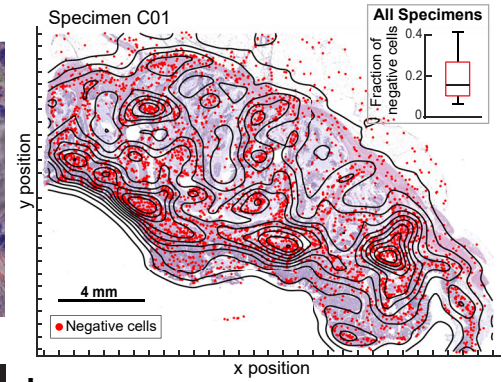 Specimen C01
All Specimens
Fraction of
negative cells
0.4
0.2
0
y position
4 mm
Negative cells
x position